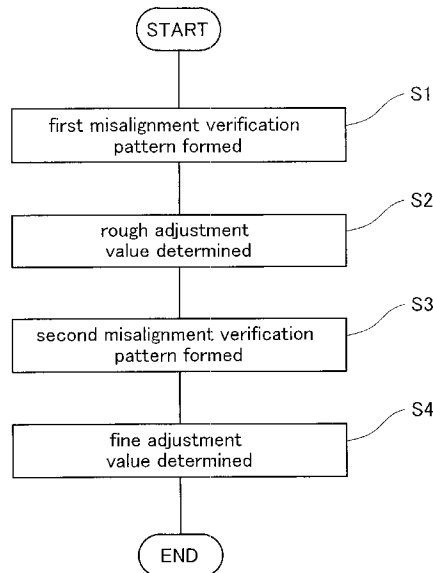 START
S1
first misalignment verification
pattern formed
S2
rough adjustment
value determined
S3
second misalignment verification
pattern formed
S4
fine adjustment
value determined
END